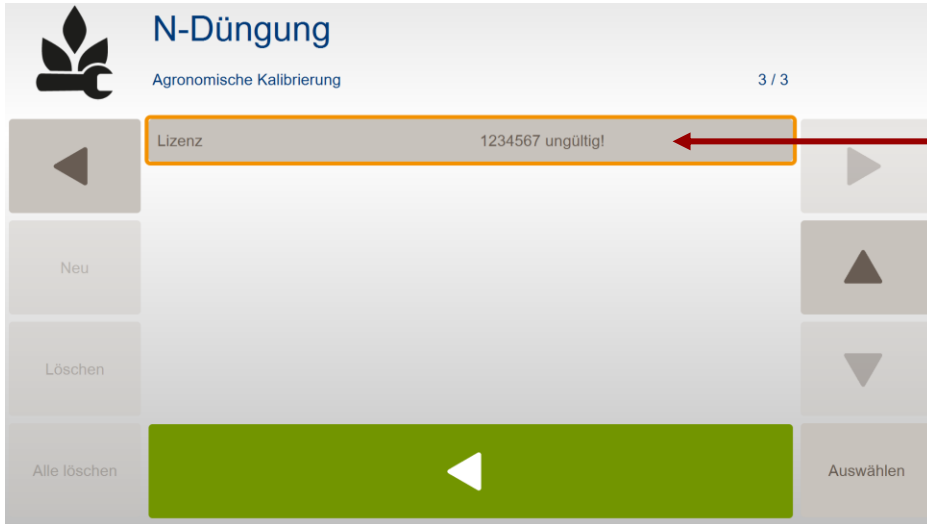 N-Düngung
Agronomische Kalibrierung 3 / 3
Lizenz 1234567 ungültig!
Neu
Löschen
Alle löschen Auswählen